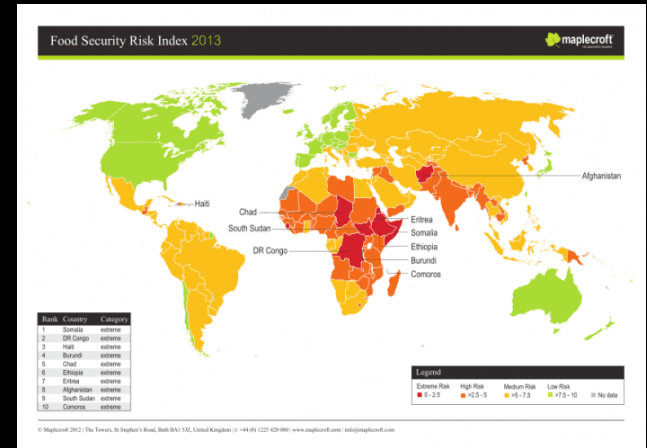 Food Security Risk Index 2013
maplecroft
Haiti
Chad
South Sudan
DR Congo
Afghanistan
Eritrea
Somalia
Ethiopia
Burundi
Comoros
Rank Country Category
1 Somalia extreme
2 DR Congo extreme
3 Haiti extreme
4 Burundi extreme
5 Chad extreme
6 Ethiopia extreme
7 Eritrea extreme
8 Afghanistan extreme
9 South Sudan extreme
10 Comoros extreme
Legend
Extreme Risk High Risk Medium Risk Low Risk
0 - 2.5 >2.5 - 5 >5 - 7.5 >7.5 - 10 No data
© Maplecroft 2012 | The Towers, St Stephen's Road, Bath BA1 5JZ, United Kingdom | t: +44 (0) 1225 420 000 | www.maplecroft.com | info@maplecroft.com